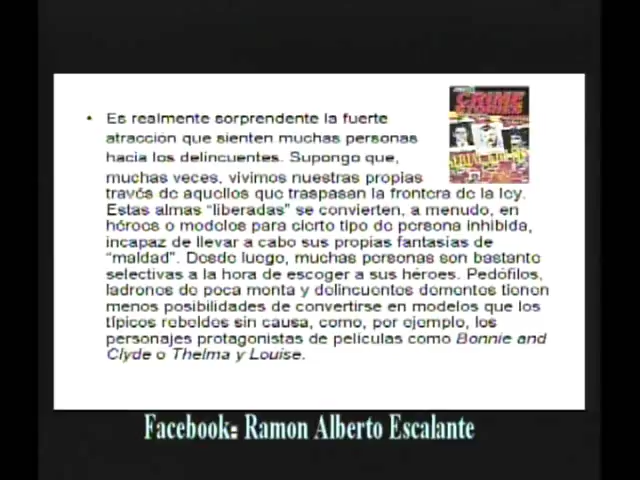 • Es realmente sorprendente la fuerte
atracción que sienten muchas personas
hacia los delincuentes. Supongo que,
muchas veces, vivimos nuestras propias
través de aquellos que traspasan la frontera de la ley.
Estas almas "liberadas" se convierten, a menudo, en
héroes o modelos para cierto tipo de persona inhibida,
incapaz de llevar a cabo sus propias fantasías de
"maldad". Desde luego, muchas personas son bastante
selectivas a la hora de escoger a sus héroes. Pedófilos,
ladrones de poca monta y delincuentes dementes tienen
menos posibilidades de convertirse en modelos que los
típicos rebeldes sin causa, como, por ejemplo, los
personajes protagonistas de películas como Bonnie and
Clyde o Thelma y Louise.
CRIME
SERIAL KILLERS
Facebook: Ramon Alberto Escalante